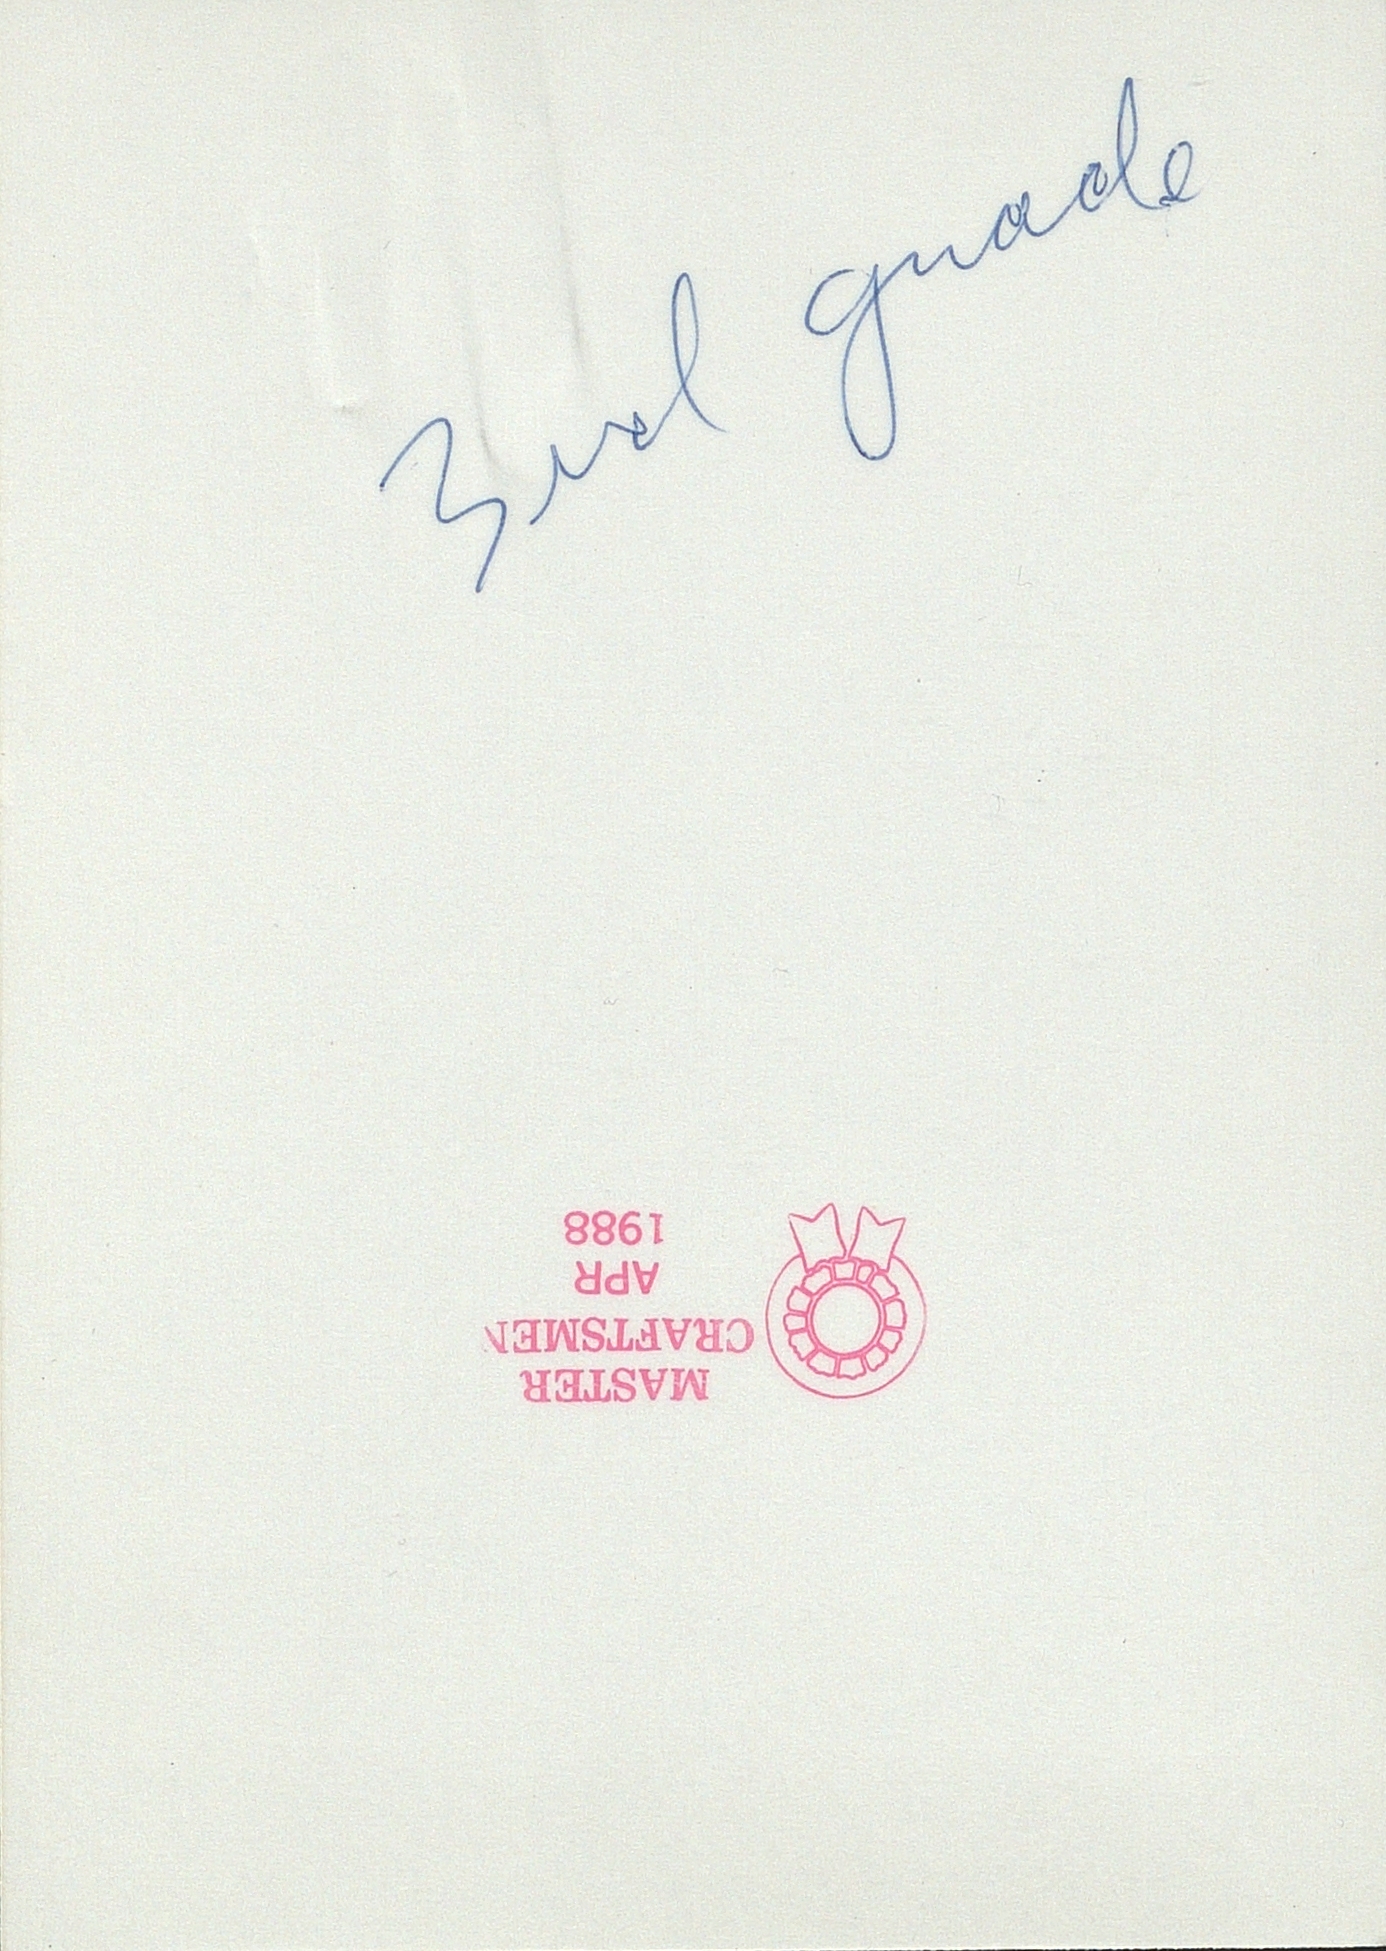 3rd grade
MASTER
CRAFTSMEN
APR
1988